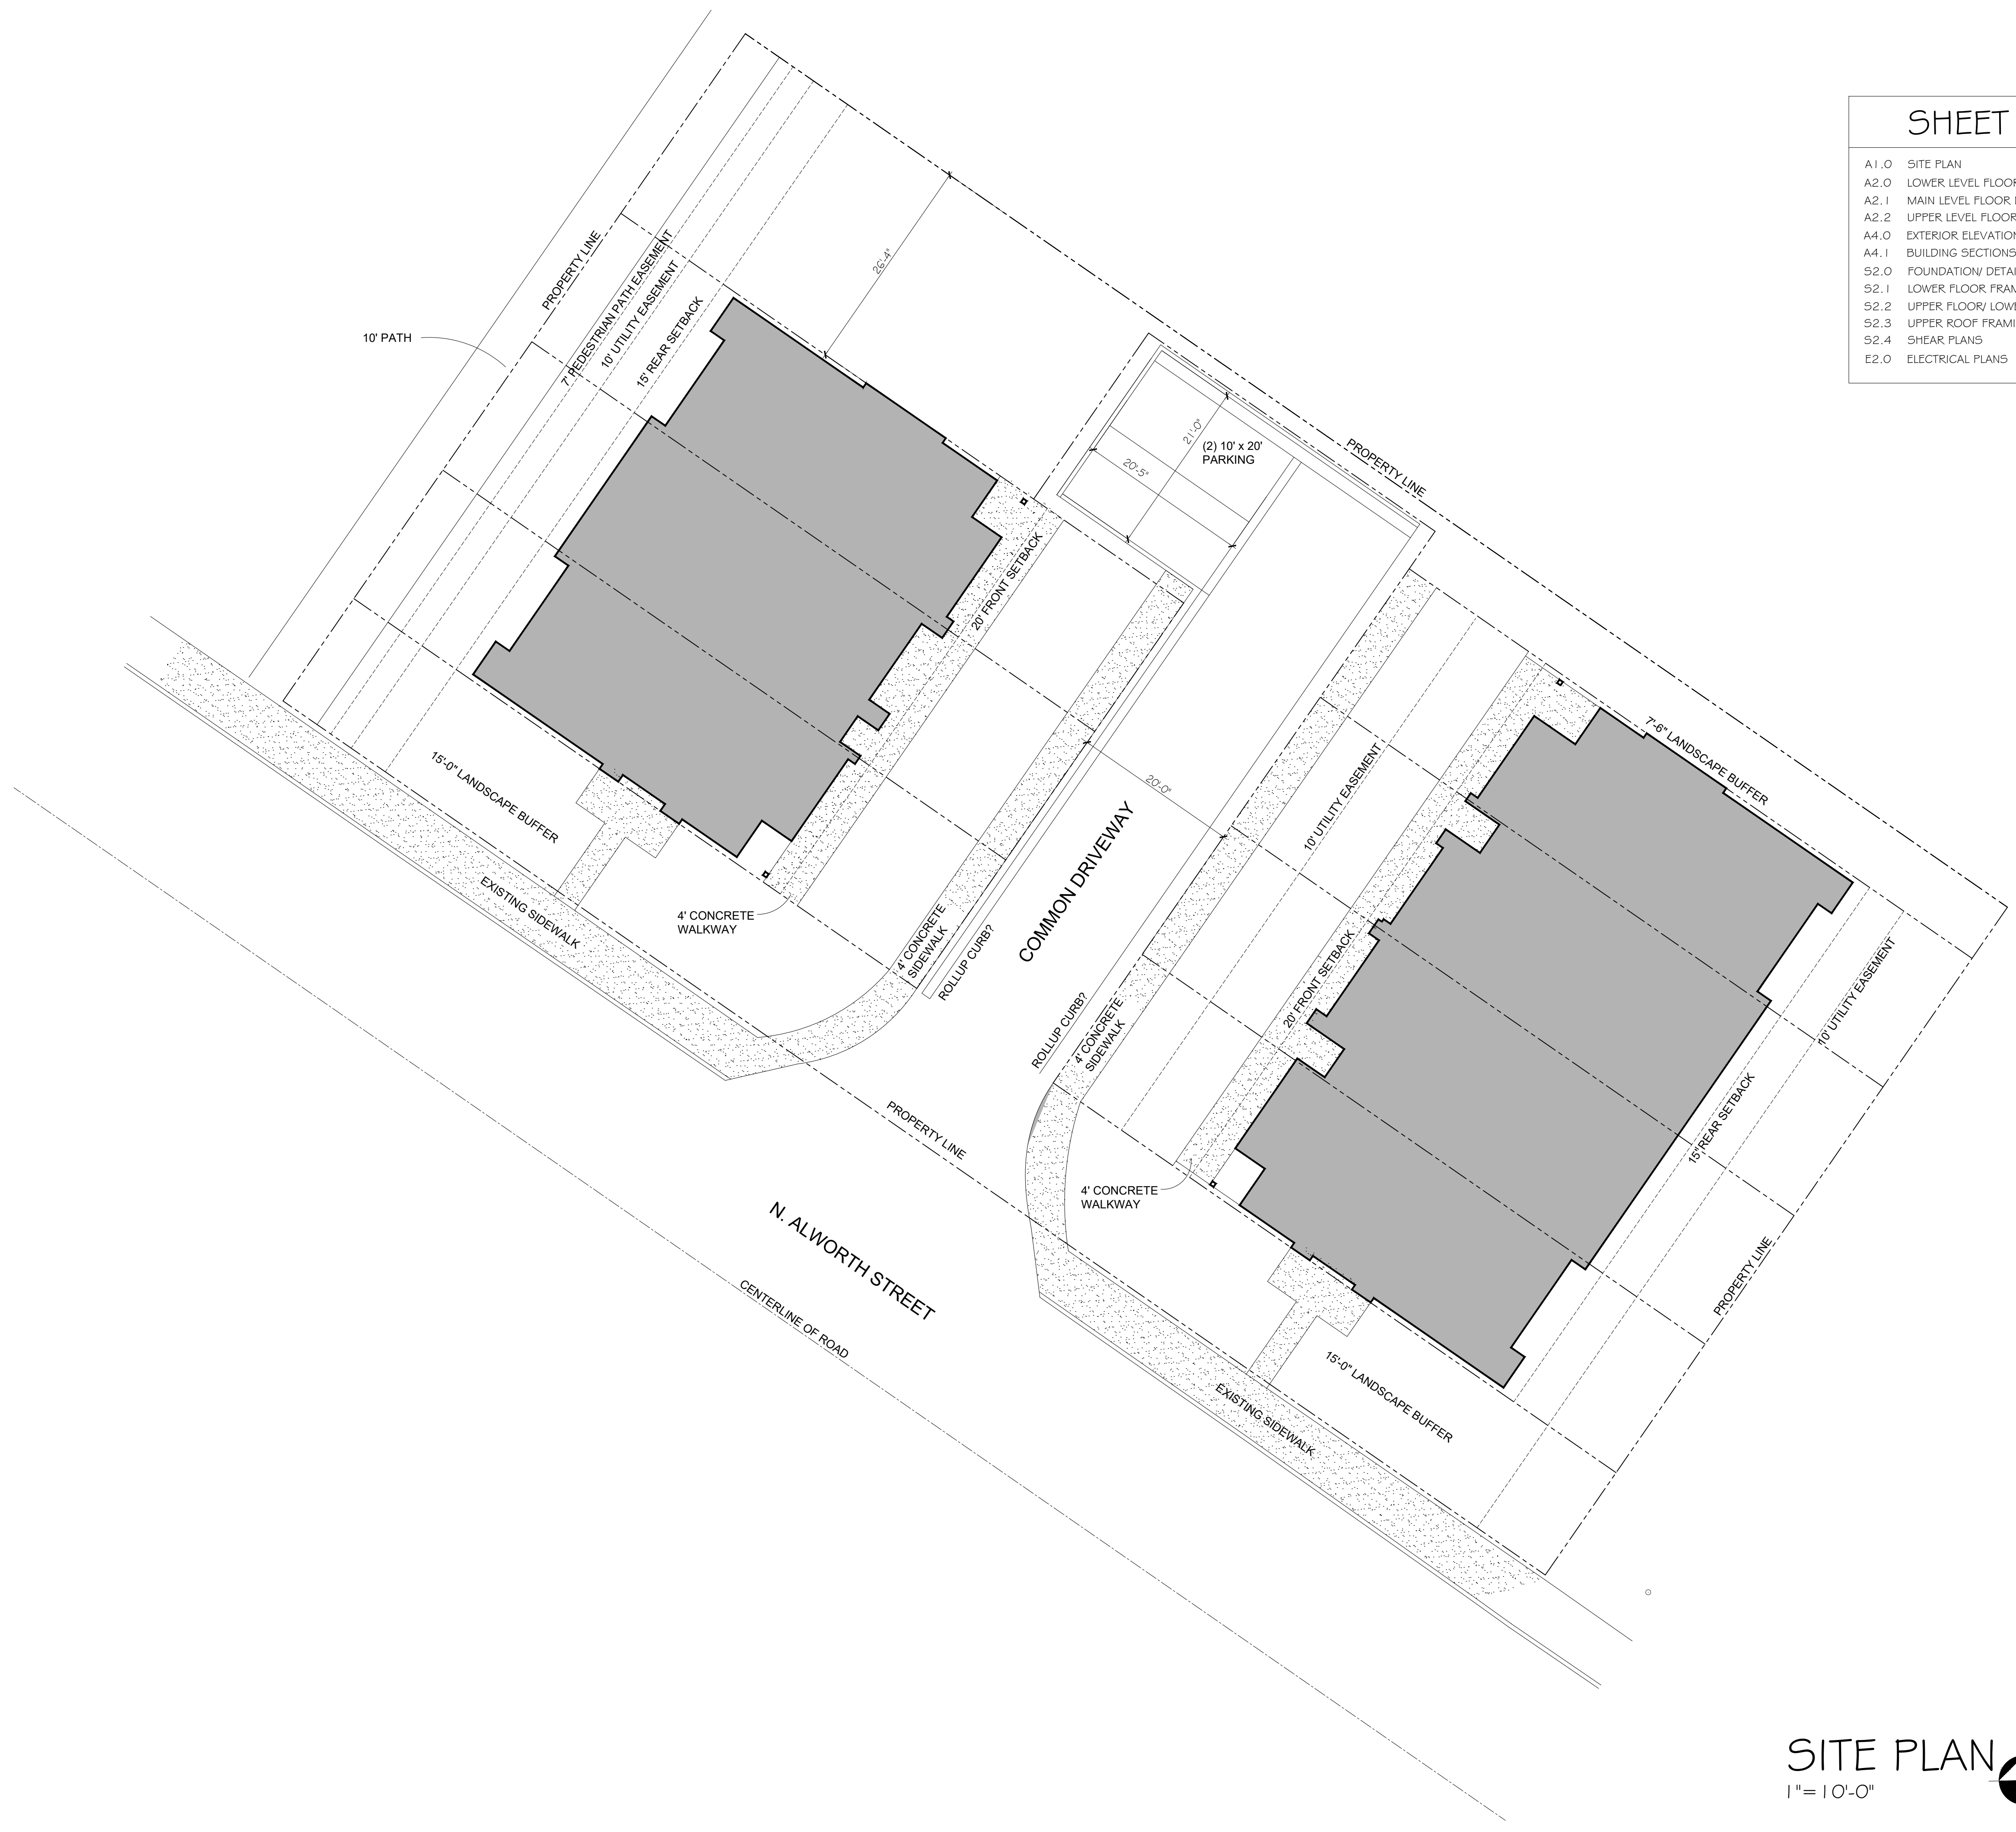 SHEET
A1.0 SITE PLAN
A2.0 LOWER LEVEL FLOOR
A2.1 MAIN LEVEL FLOOR
A2.2 UPPER LEVEL FLOOR
A4.0 EXTERIOR ELEVATION
A4.1 BUILDING SECTIONS
S2.0 FOUNDATION/ DETAI
S2.1 LOWER FLOOR FRAM
S2.2 UPPER FLOOR/ LOWE
S2.3 UPPER ROOF FRAMI
S2.4 SHEAR PLANS
E2.0 ELECTRICAL PLANS
PROPERTY LINE
7' PEDESTRIAN PATH EASEMENT
10' UTILITY EASEMENT
15' REAR SETBACK
10' PATH
26'-4"
21'-0"
20'-5"
(2) 10' x 20'
PARKING
PROPERTY LINE
20' FRONT SETBACK
15'-0" LANDSCAPE BUFFER
EXISTING SIDEWALK
4' CONCRETE
WALKWAY
4' CONCRETE
SIDEWALK
ROLLUP CURB?
COMMON DRIVEWAY
20'-0"
10' UTILITY EASEMENT
7'-6" LANDSCAPE BUFFER
20' FRONT SETBACK
ROLLUP CURB?
4' CONCRETE
SIDEWALK
10' UTILITY EASEMENT
15' REAR SETBACK
PROPERTY LINE
PROPERTY LINE
4' CONCRETE
WALKWAY
N. ALWORTH STREET
CENTERLINE OF ROAD
15'-0" LANDSCAPE BUFFER
EXISTING SIDEWALK
0
SITE PLAN
1"=10'-0"